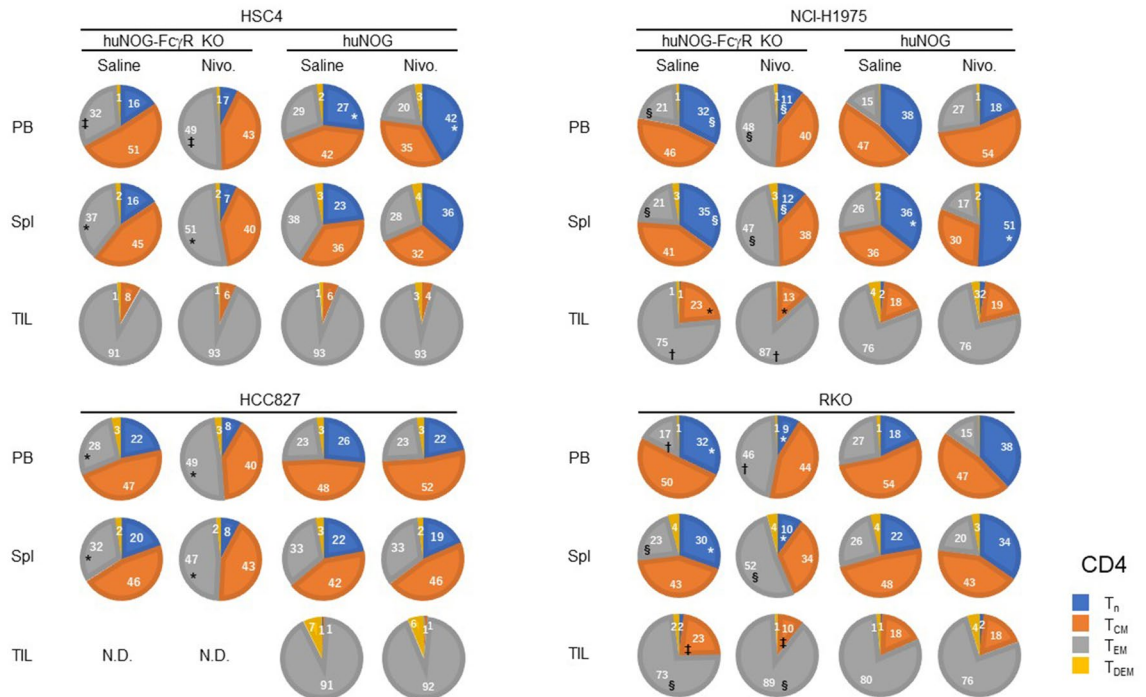 HSC4
huNOG-FcγR KO huNOG
Saline Nivo. Saline Nivo.
PB
1 16 51 32 ‡
1 7 43 49 ‡
2 27 * 42 29
3 42 * 35 20
Spl
2 16 45 37 *
2 7 40 51 *
3 23 36 38
4 36 32 28
TIL
1 8 91
1 6 93
1 6 93
3 4 93
NCI-H1975
huNOG-FcγR KO huNOG
Saline Nivo. Saline Nivo.
PB
1 32 § 46 21 §
1 11 § 40 48 §
38 47 15
1 18 54 27
Spl
3 35 § 41 21 §
3 12 § 38 47 §
2 36 * 36 26
2 51 * 30 17
TIL
1 1 23 * 75 †
13 * 87 †
4 2 18 76
3 2 19 76
HCC827
PB
3 22 47 28 *
3 8 40 49 *
3 26 48 23
3 22 52 23
Spl
2 20 46 32 *
2 8 43 47 *
3 22 42 33
2 19 46 33
TIL
N.D. N.D.
7 1 1 91
6 1 1 92
RKO
PB
1 32 * 50 17 †
1 9 * 44 46 †
1 18 54 27
38 47 15
Spl
4 30 * 43 23 §
4 10 * 34 52 §
4 22 48 26
3 34 43 20
TIL
2 2 23 ‡ 73 §
1 10 ‡ 89 §
1 1 18 80
4 2 18 76
CD4
Tn
TCM
TEM
TDEM